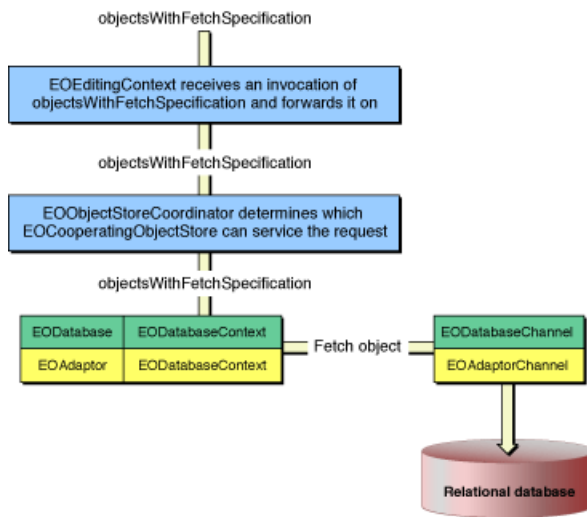 objectsWithFetchSpecification
EOEditingContext receives an invocation of
objectsWithFetchSpecification and forwards it on
objectsWithFetchSpecification
EOObjectStoreCoordinator determines which
EOCooperatingObjectStore can service the request
objectsWithFetchSpecification
EODatabase EODatabaseContext
EOAdaptor EODatabaseContext
Fetch object
EODatabaseChannel
EOAdaptorChannel
Relational database